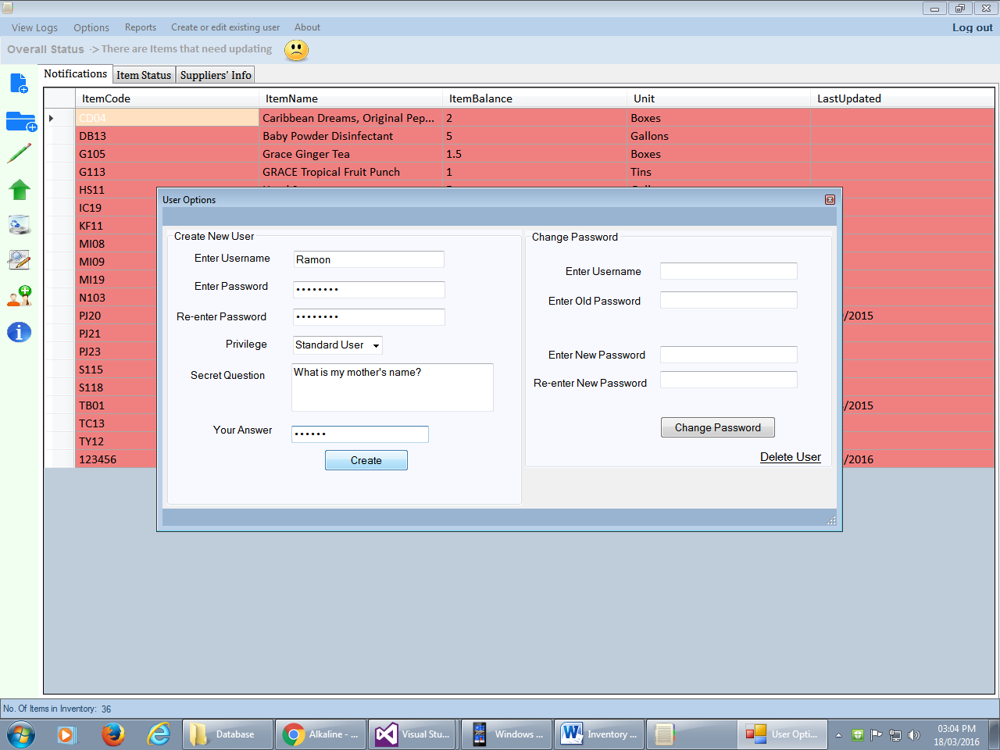 View Logs Options Reports Create or edit existing user About Log out
Overall Status -> There are Items that need updating
Notifications Item Status Suppliers' Info
ItemCode ItemName ItemBalance Unit LastUpdated
CD04 Caribbean Dreams, Original Pep... 2 Boxes
DB13 Baby Powder Disinfectant 5 Gallons
G105 Grace Ginger Tea 1.5 Boxes
G113 GRACE Tropical Fruit Punch 1 Tins
HS11
IC19
KF11
MI08
MI09
MI19
N103
PJ20 /2015
PJ21
PJ23
S115
S118
TB01 /2015
TC13
TY12
123456 /2016
User Options
Create New User
Enter Username Ramon
Enter Password ••••••••
Re-enter Password ••••••••
Privilege Standard User
Secret Question What is my mother's name?
Your Answer ••••••
Create
Change Password
Enter Username
Enter Old Password
Enter New Password
Re-enter New Password
Change Password
Delete User
No. Of Items in Inventory: 36
Database Alkaline - ... Visual Stu... Windows ... Inventory ... User Opti... 03:04 PM
18/03/2016